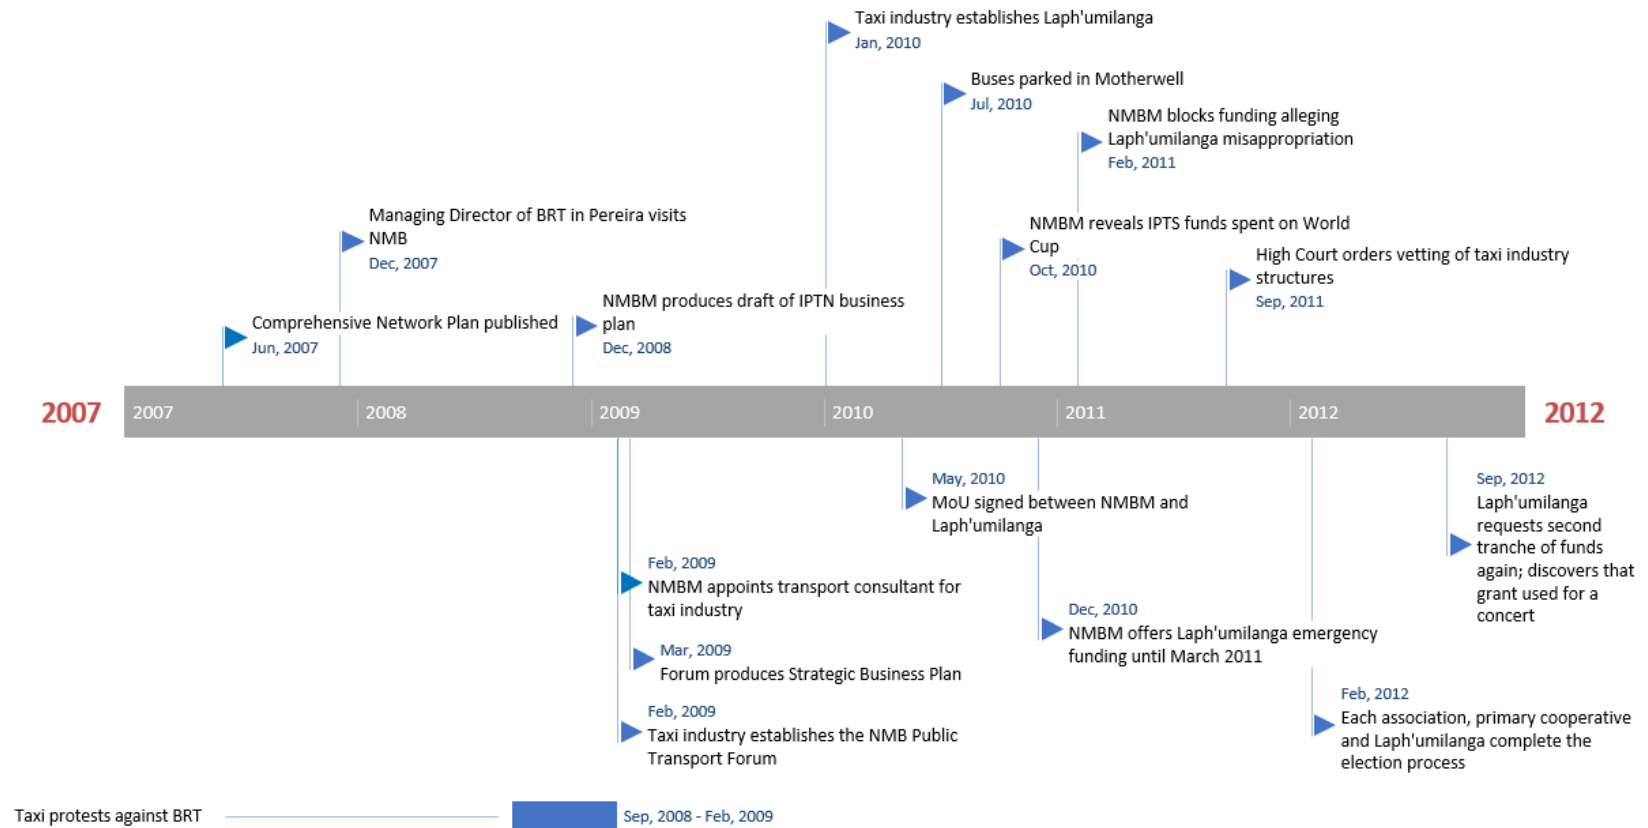 Taxi industry establishes Laph'umilanga
Jan, 2010
Buses parked in Motherwell
Jul, 2010
NMBM blocks funding alleging
Laph'umilanga misappropriation
Feb, 2011
Managing Director of BRT in Pereira visits
NMB
Dec, 2007
NMBM reveals IPTS funds spent on World
Cup
Oct, 2010
High Court orders vetting of taxi industry
structures
Sep, 2011
NMBM produces draft of IPTN business
plan
Dec, 2008
Comprehensive Network Plan published
Jun, 2007
2007
2007
2008
2009
2010
2011
2012
2012
May, 2010
MoU signed between NMBM and
Laph'umilanga
Sep, 2012
Laph'umilanga
requests second
tranche of funds
again; discovers that
grant used for a
concert
Feb, 2009
NMBM appoints transport consultant for
taxi industry
Dec, 2010
NMBM offers Laph'umilanga emergency
funding until March 2011
Mar, 2009
Forum produces Strategic Business Plan
Feb, 2012
Each association, primary cooperative
and Laph'umilanga complete the
election process
Feb, 2009
Taxi industry establishes the NMB Public
Transport Forum
Taxi protests against BRT
Sep, 2008 - Feb, 2009